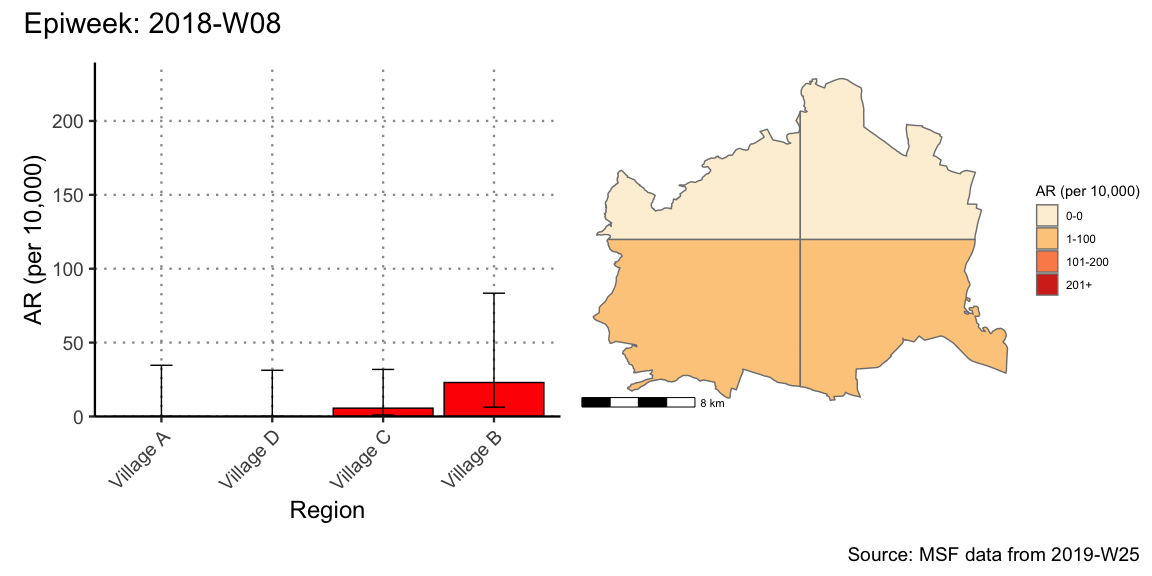 Epiweek: 2018-W08
AR (per 10,000)
200
150
100
50
0
Village A
Village D
Village C
Village B
Region
8 km
AR (per 10,000)
0-0
1-100
101-200
201+
Source: MSF data from 2019-W25